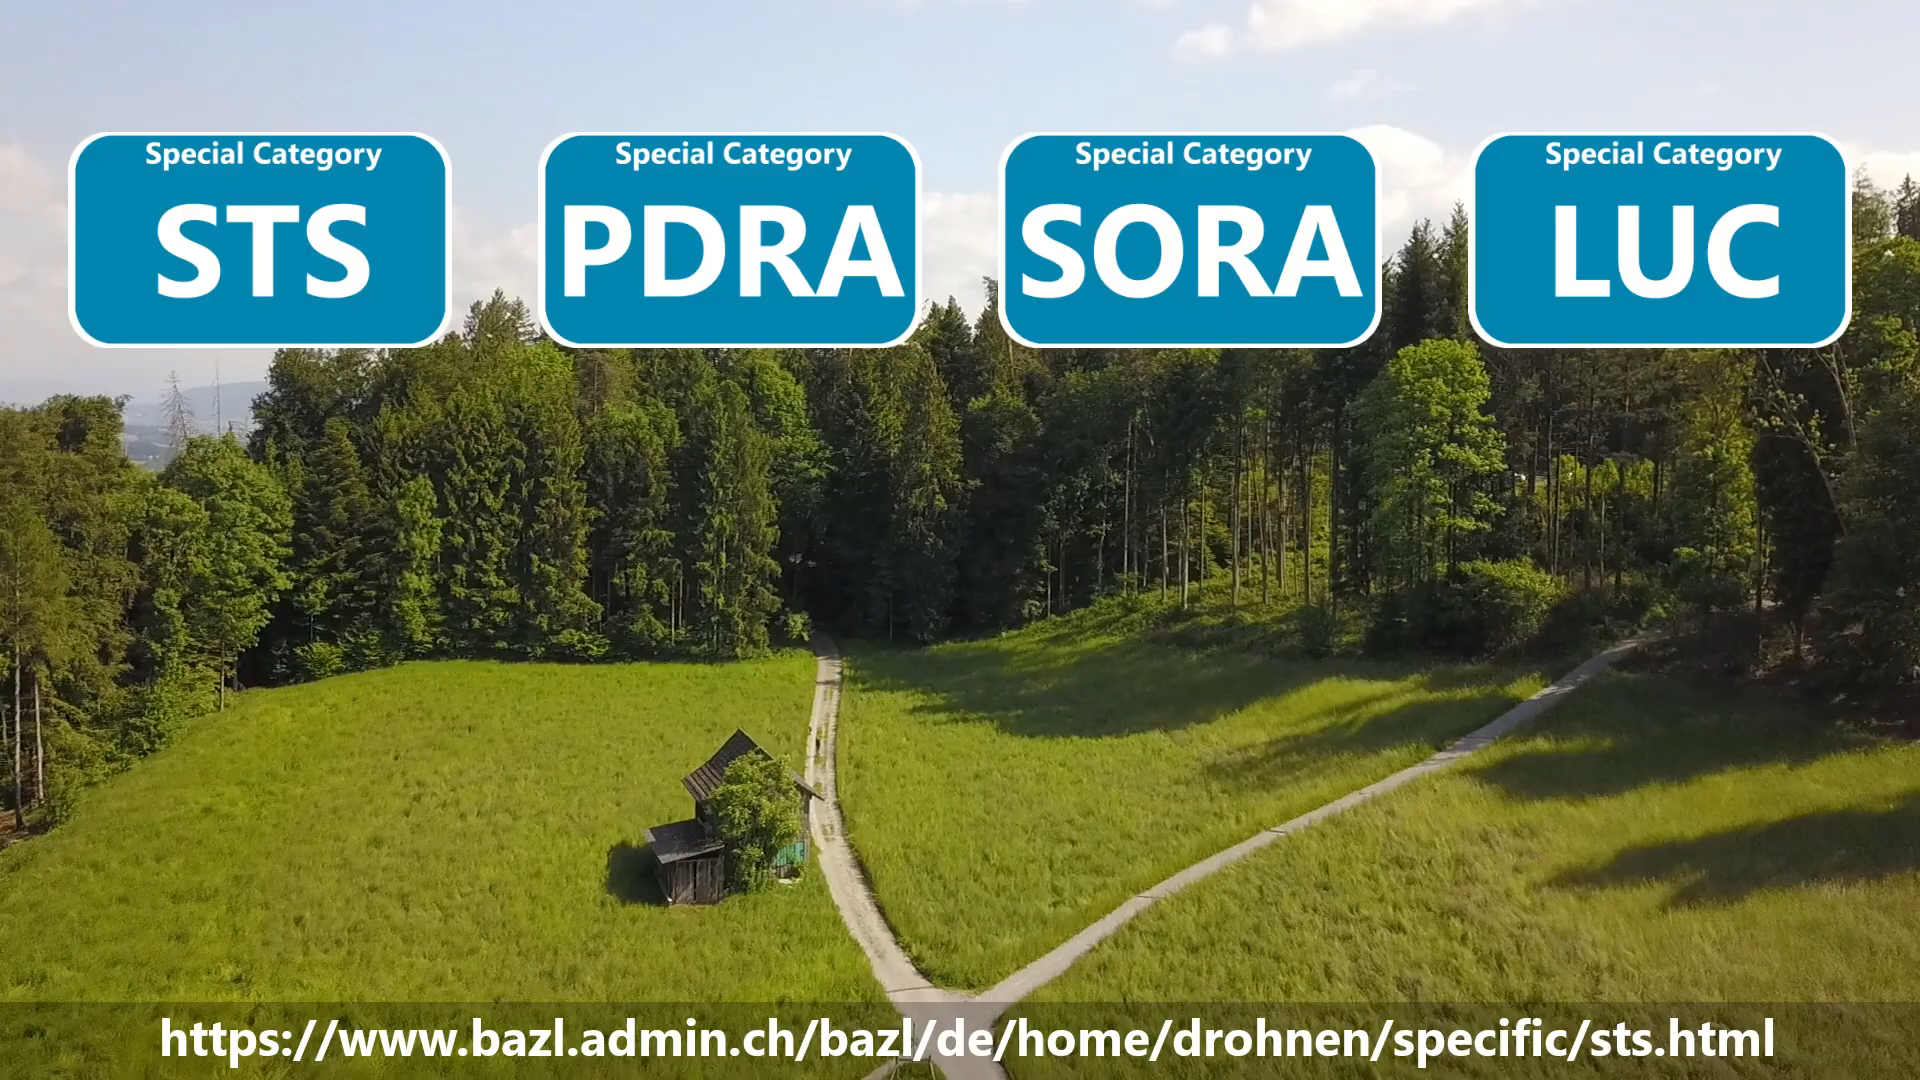 Special Category
STS
Special Category
PDRA
Special Category
SORA
Special Category
LUC
https://www.bazl.admin.ch/bazl/de/home/drohnen/specific/sts.html